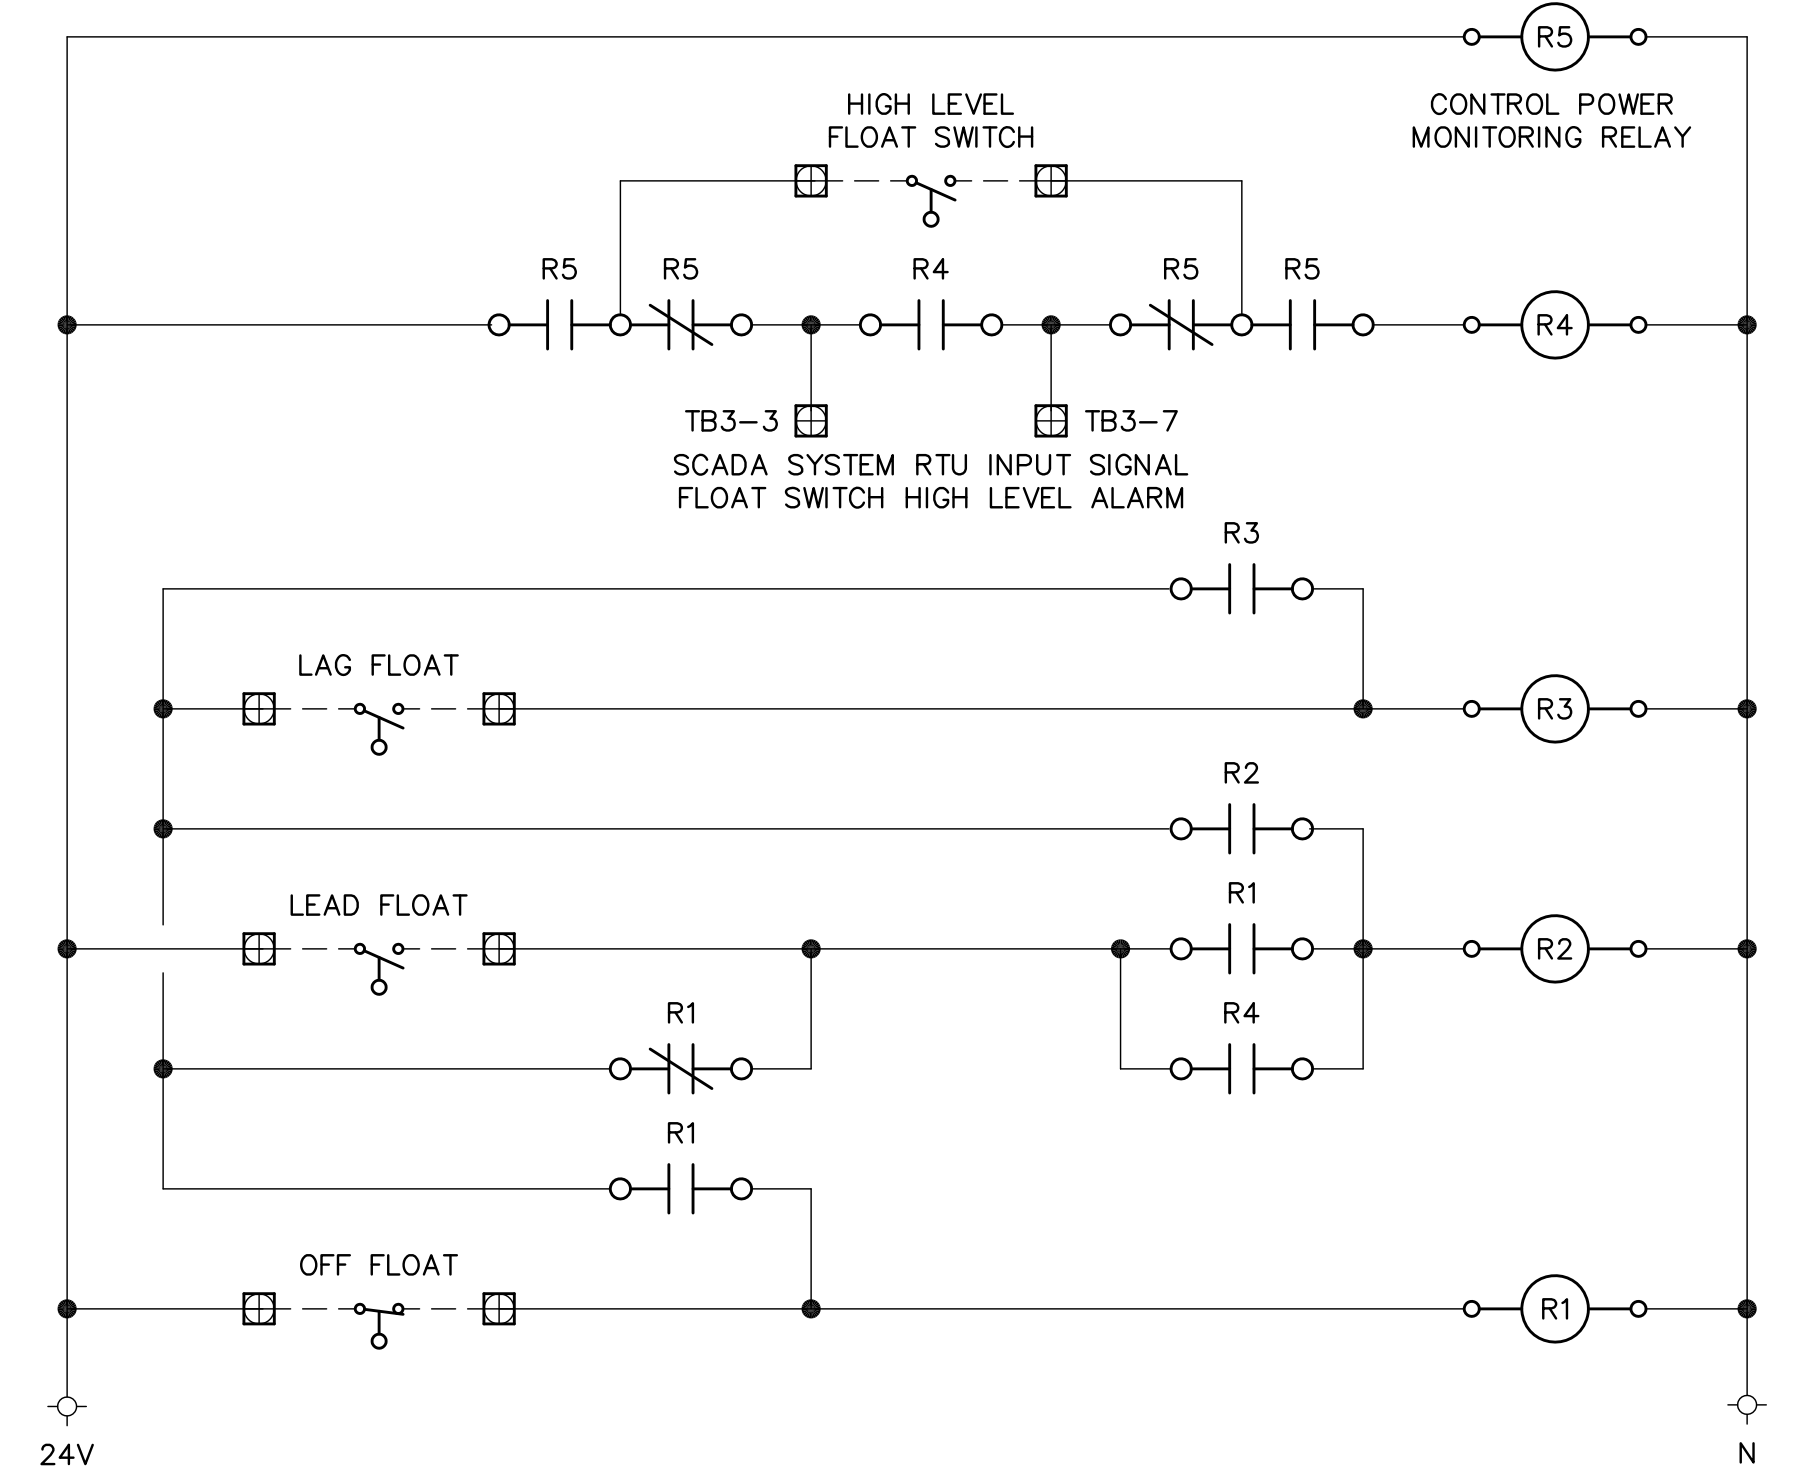 R5
CONTROL POWER
MONITORING RELAY
HIGH LEVEL
FLOAT SWITCH
R5 R5 R4 R5 R5 R4
TB3-3 TB3-7
SCADA SYSTEM RTU INPUT SIGNAL
FLOAT SWITCH HIGH LEVEL ALARM
R3
LAG FLOAT
R3
R2
LEAD FLOAT
R1
R2
R1
R4
R1
OFF FLOAT
R1
24V
N